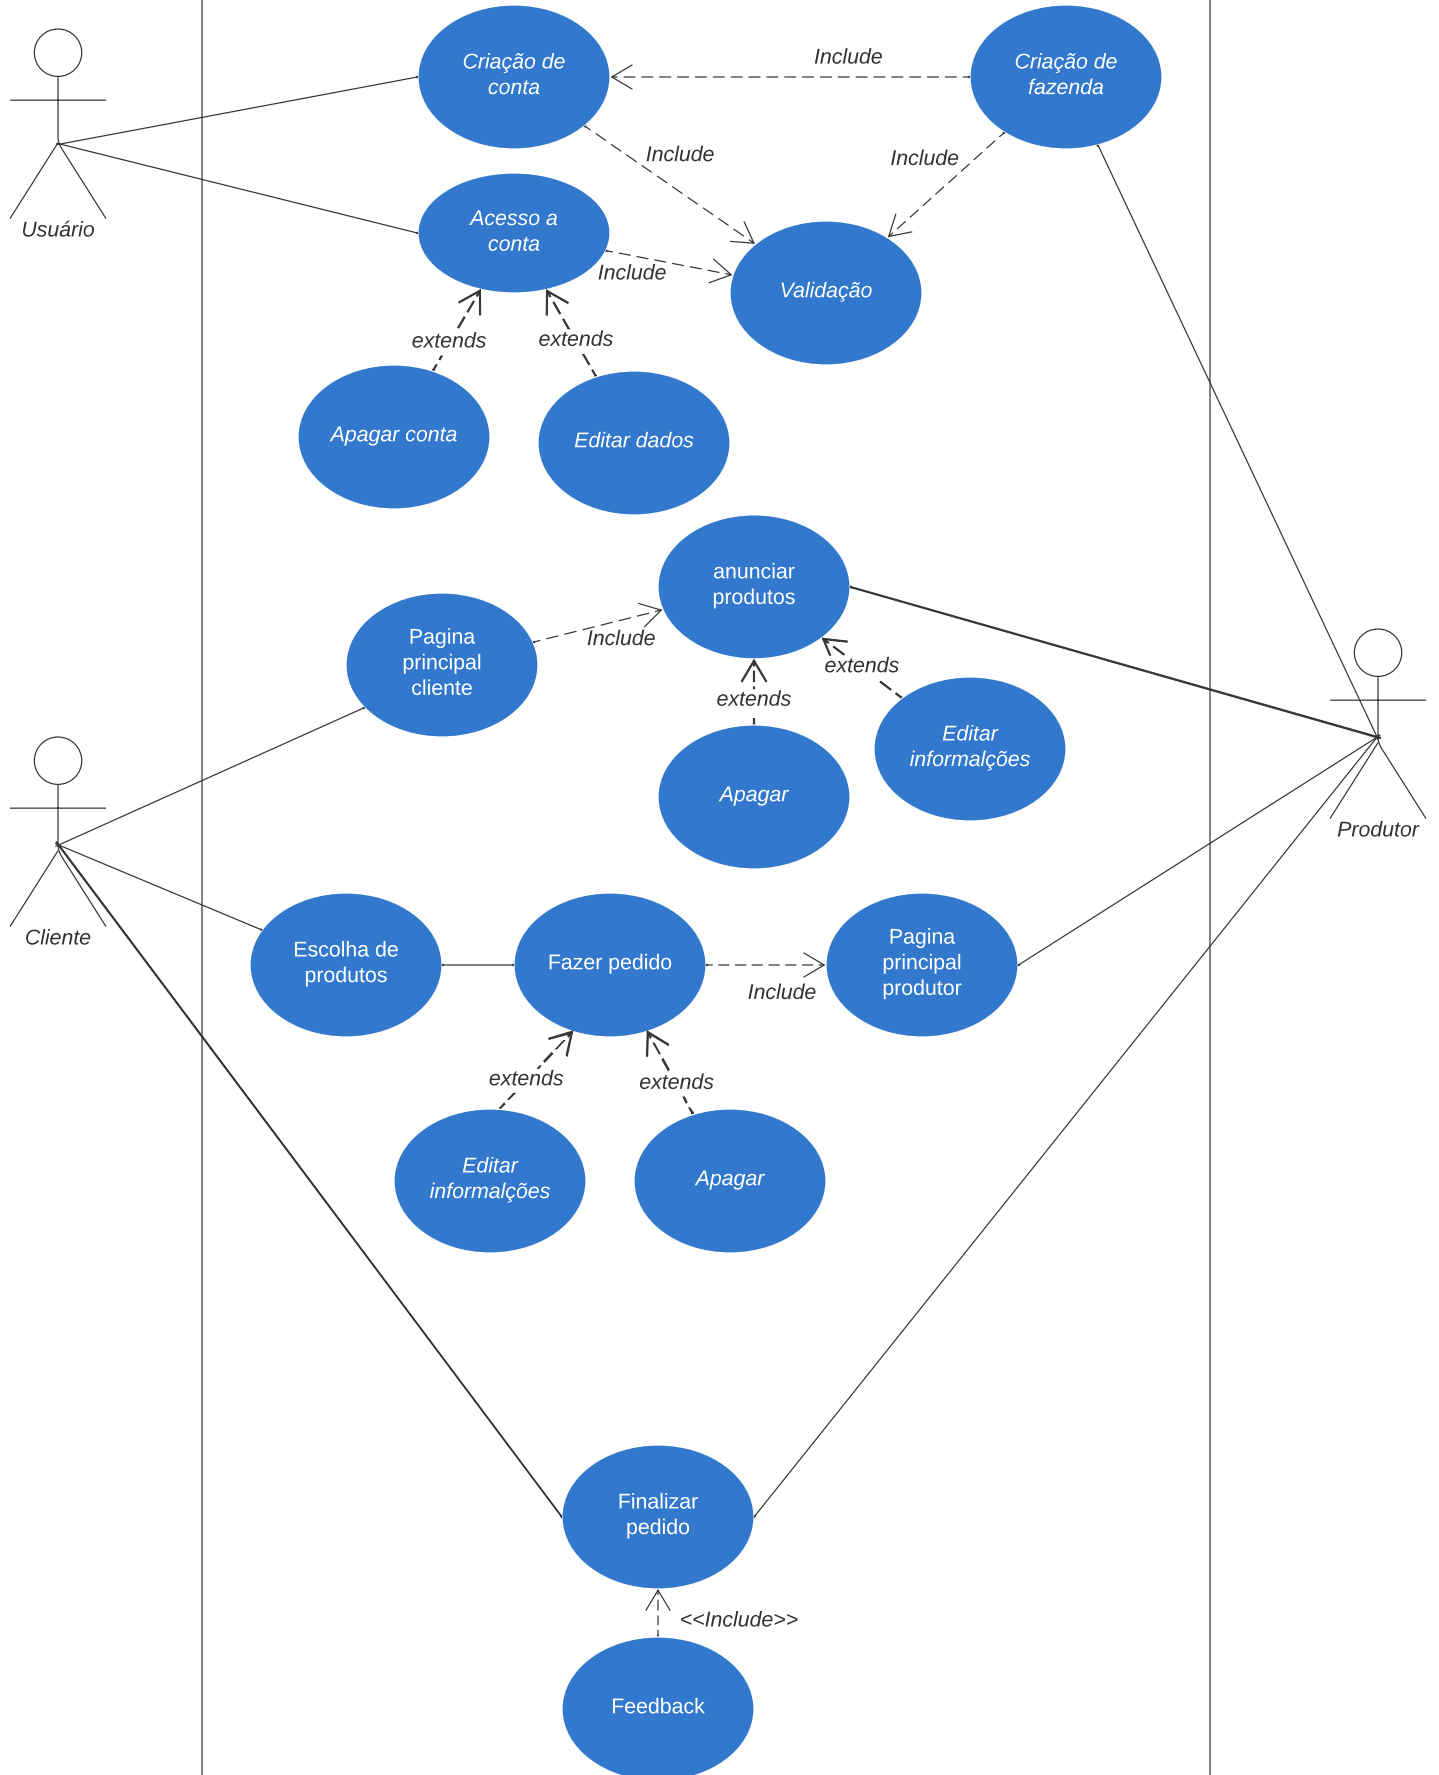 Criação de
conta
Include
Criação de
fazenda
Include
Include
Usuário
Acesso a
conta
Include
Validação
extends
extends
Apagar conta
Editar dados
anunciar
produtos
Pagina
principal
cliente
Include
extends
extends
Editar
informalções
Apagar
Produtor
Cliente
Escolha de
produtos
Fazer pedido
Include
Pagina
principal
produtor
extends
extends
Editar
informalções
Apagar
Finalizar
pedido
<<Include>>
Feedback